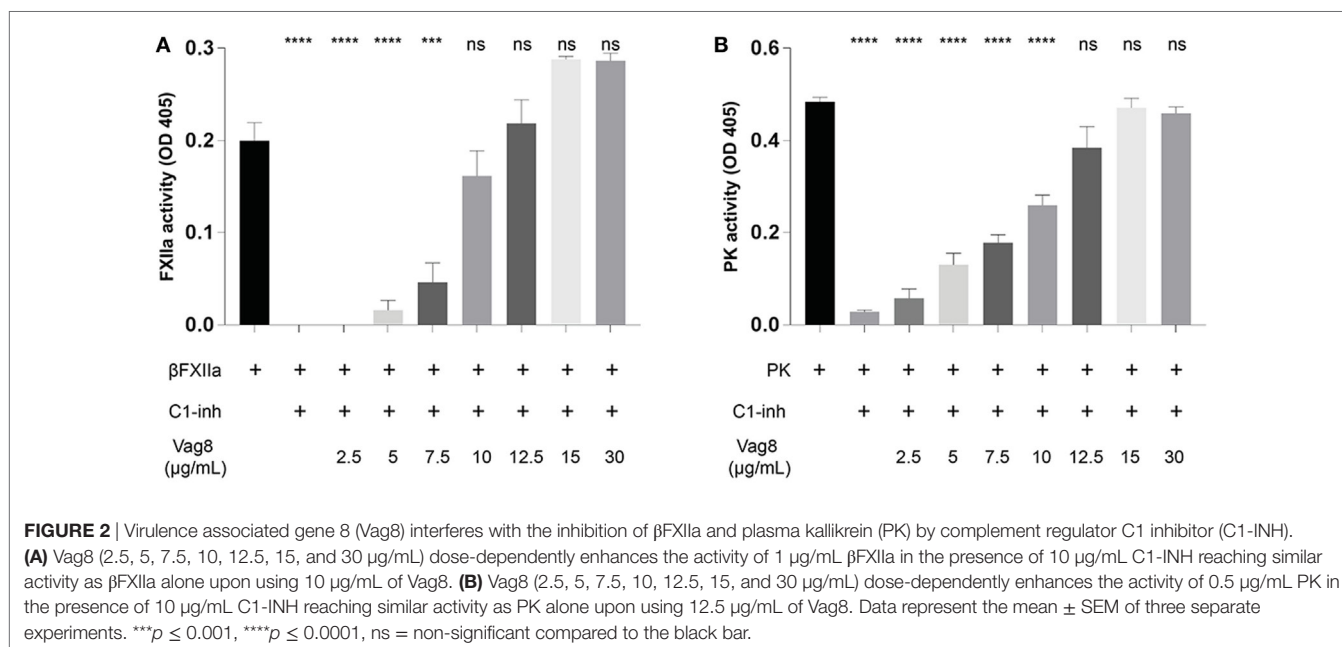 A
B
**** **** **** *** ns ns ns ns
**** **** **** **** **** ns ns ns
FXIIa activity (OD 405)
0.3
0.2
0.1
0.0
PK activity (OD 405)
0.6
0.4
0.2
0.0
βFXIIa + + + + + + + + +
C1-inh + + + + + + + +
Vag8 (µg/mL) 2.5 5 7.5 10 12.5 15 30
PK + + + + + + + + +
C1-inh + + + + + + + +
Vag8 (µg/mL) 2.5 5 7.5 10 12.5 15 30
FIGURE 2 | Virulence associated gene 8 (Vag8) interferes with the inhibition of βFXIIa and plasma kallikrein (PK) by complement regulator C1 inhibitor (C1-INH).
(A) Vag8 (2.5, 5, 7.5, 10, 12.5, 15, and 30 µg/mL) dose-dependently enhances the activity of 1 µg/mL βFXIIa in the presence of 10 µg/mL C1-INH reaching similar
activity as βFXIIa alone upon using 10 µg/mL of Vag8. (B) Vag8 (2.5, 5, 7.5, 10, 12.5, 15, and 30 µg/mL) dose-dependently enhances the activity of 0.5 µg/mL PK in
the presence of 10 µg/mL C1-INH reaching similar activity as PK alone upon using 12.5 µg/mL of Vag8. Data represent the mean ± SEM of three separate
experiments. ***p ≤ 0.001, ****p ≤ 0.0001, ns = non-significant compared to the black bar.